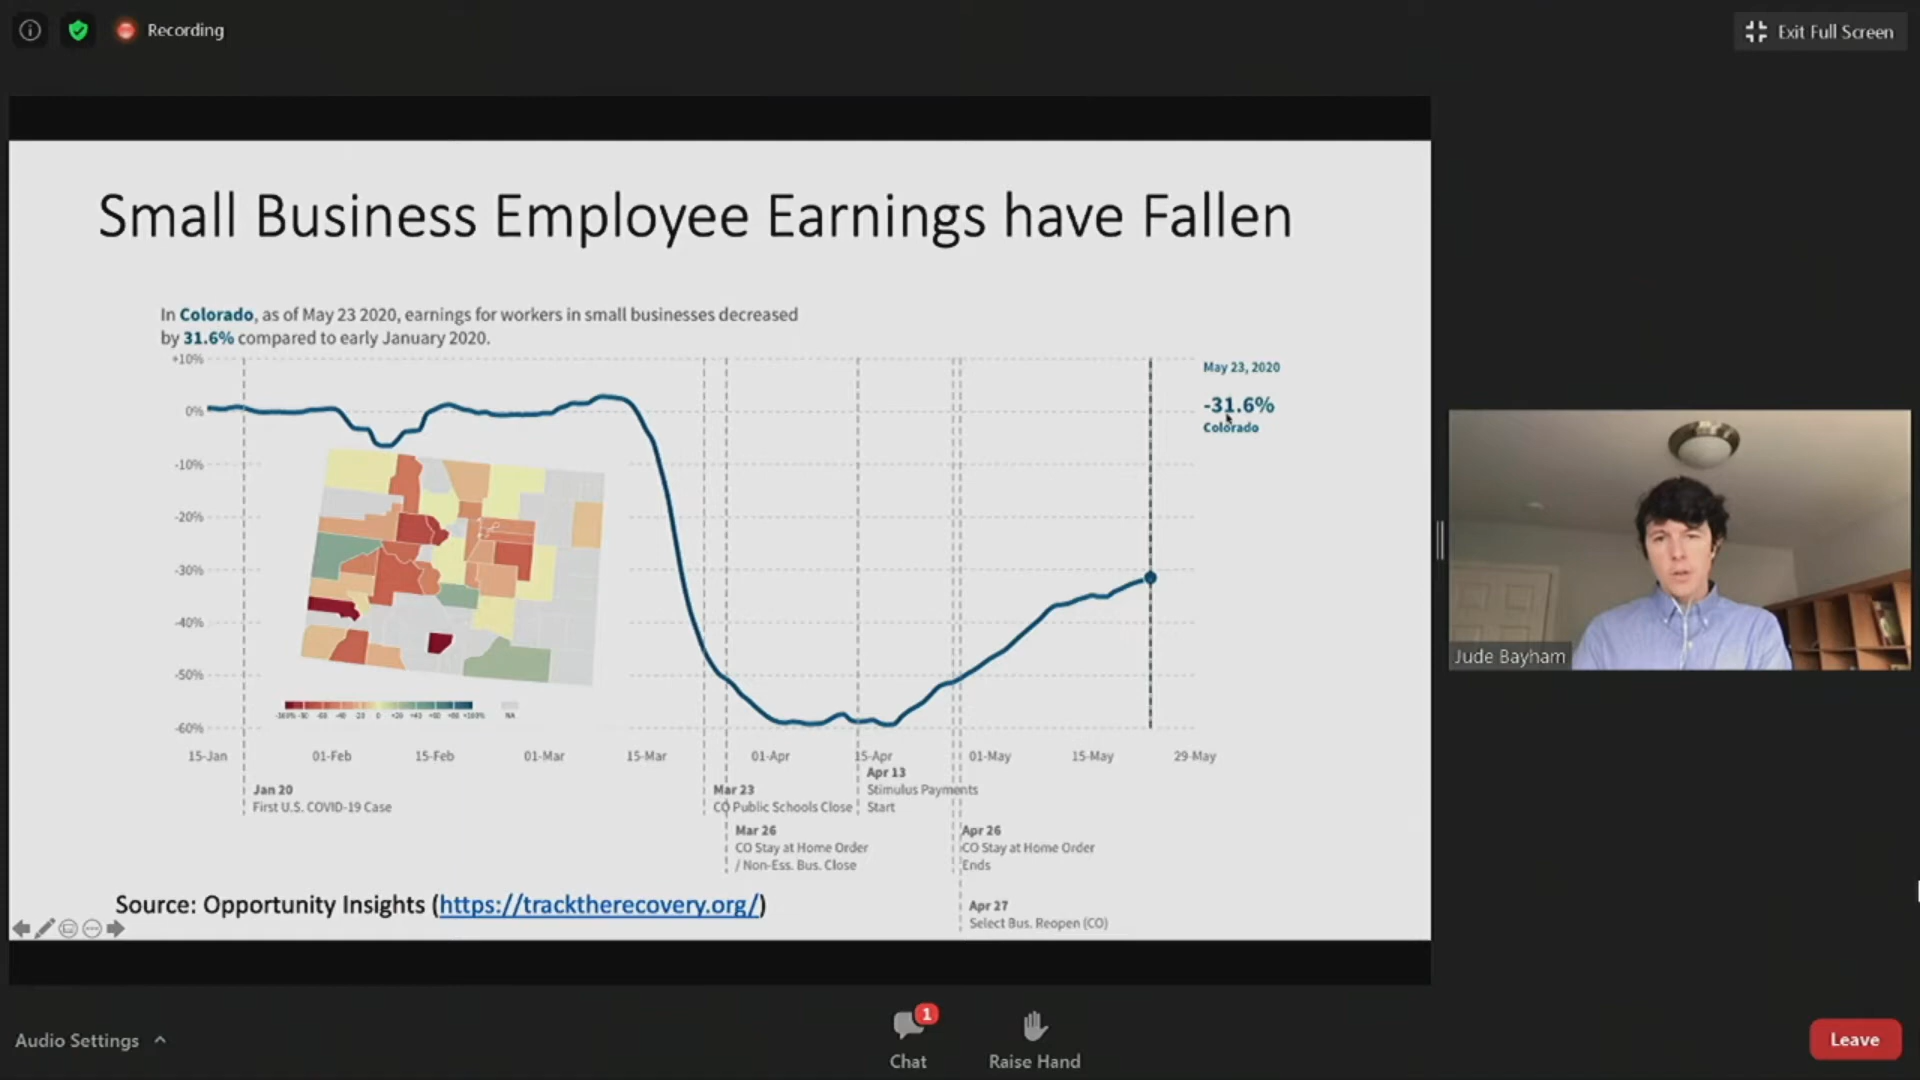 Recording
Exit Full Screen
Small Business Employee Earnings have Fallen
In Colorado, as of May 23 2020, earnings for workers in small businesses decreased
by 31.6% compared to early January 2020.
+10%
0%
-10%
-20%
-30%
-40%
-50%
-60%
May 23, 2020
-31.6%
Colorado
NA
15-Jan 01-Feb 15-Feb 01-Mar 15-Mar 01-Apr 15-Apr 01-May 15-May 29-May
Jan 20
First U.S. COVID-19 Case
Mar 23
CO Public Schools Close
Apr 13
Stimulus Payments
Start
Mar 26
CO Stay at Home Order
/ Non-Ess. Bus. Close
Apr 26
CO Stay at Home Order
Ends
Apr 27
Select Bus. Reopen (CO)
Source: Opportunity Insights (https://tracktherecovery.org/)
Jude Bayham
Audio Settings
1
Chat
Raise Hand
Leave